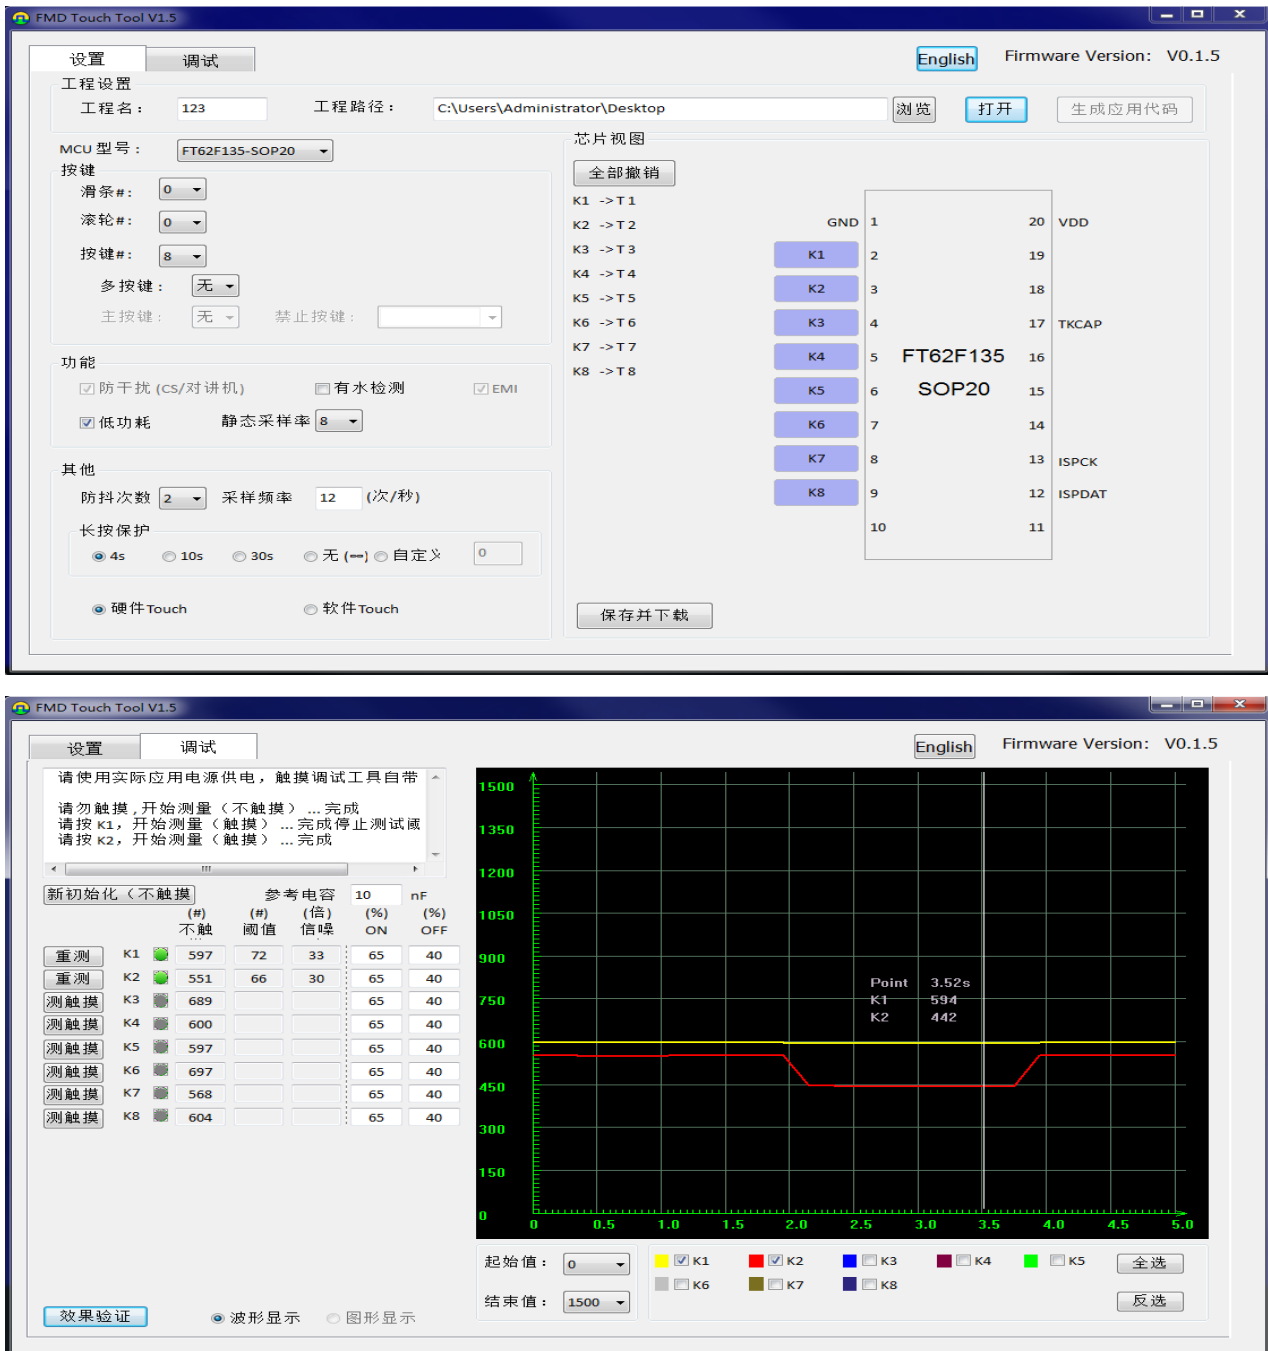 FMD Touch Tool V1.5
设置 调试 English Firmware Version: V0.1.5
工程设置
工程名： 123 工程路径： C:\Users\Administrator\Desktop 浏览 打开 生成应用代码
MCU 型号： FT62F135-SOP20
按键
滑条#: 0
滚轮#: 0
按键#: 8
多按键： 无
主按键： 无 禁止按键：
功能
防干扰 (CS/对讲机) 有水检测 EMI
低功耗 静态采样率 8
其他
防抖次数 2 采样频率 12 (次/秒)
长按保护
4s 10s 30s 无 (∞) 自定义 0
硬件Touch 软件Touch
芯片视图
全部撤销
K1 ->T1
K2 ->T2
K3 ->T3
K4 ->T4
K5 ->T5
K6 ->T6
K7 ->T7
K8 ->T8
GND 1 20 VDD
K1 2 19
K2 3 18
K3 4 17 TKCAP
K4 5 FT62F135 16
K5 6 SOP20 15
K6 7 14
K7 8 13 ISPCK
K8 9 12 ISPDAT
10 11
保存并下载
FMD Touch Tool V1.5
设置 调试 English Firmware Version: V0.1.5
请使用实际应用电源供电，触摸调试工具自带
请勿触摸,开始测量（不触摸）...完成
请按K1，开始测量（触摸）...完成停止测试阈
请按K2，开始测量（触摸）...完成
新初始化（不触摸 参考电容 10 nF
(#) (#) (倍) (%) (%)
不触 阈值 信噪 ON OFF
重测 K1 597 72 33 65 40
重测 K2 551 66 30 65 40
测触摸 K3 689 65 40
测触摸 K4 600 65 40
测触摸 K5 597 65 40
测触摸 K6 697 65 40
测触摸 K7 568 65 40
测触摸 K8 604 65 40
效果验证 波形显示 图形显示
1500
1350
1200
1050
900
750
600
450
300
150
0
Point 3.52s
K1 594
K2 442
0 0.5 1.0 1.5 2.0 2.5 3.0 3.5 4.0 4.5 5.0
起始值： 0 K1 K2 K3 K4 K5 全选
K6 K7 K8
结束值： 1500 反选